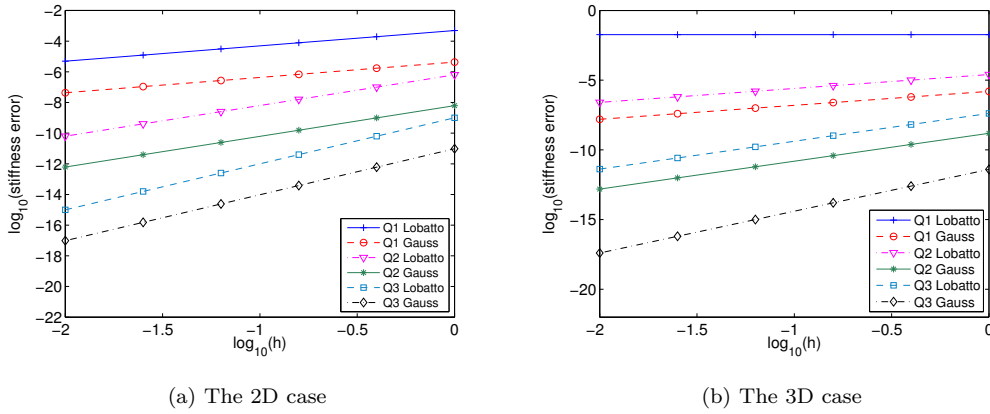 −2
−4
−6
−8
−10
−12
−14
−16
−18
−20
−22
log10(stiffness error)
−2
−1.5
−1
−0.5
0
log10(h)
Q1 Lobatto
Q1 Gauss
Q2 Lobatto
Q2 Gauss
Q3 Lobatto
Q3 Gauss
(a) The 2D case
0
−5
−10
−15
−20
log10(stiffness error)
−2
−1.5
−1
−0.5
0
log10(h)
Q1 Lobatto
Q1 Gauss
Q2 Lobatto
Q2 Gauss
Q3 Lobatto
Q3 Gauss
(b) The 3D case